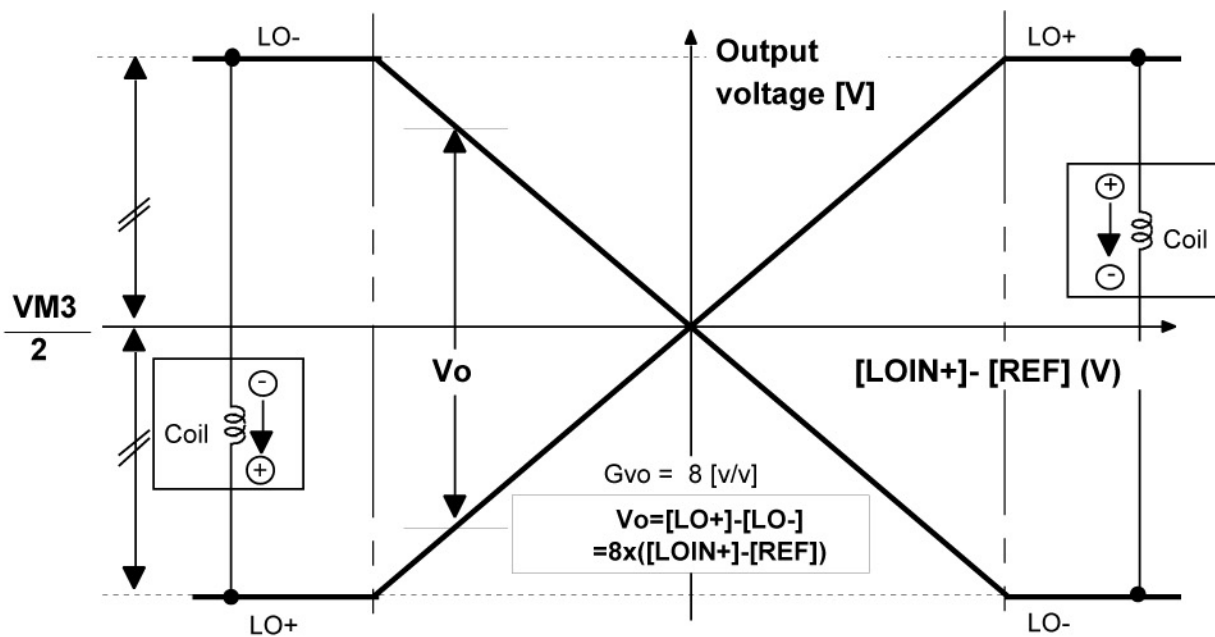 LO-
LO+
Output
voltage [V]
+
-
Coil
VM3
2
Vo
[LOIN+]- [REF] (V)
-
Coil
+
Gvo = 8 [v/v]
Vo=[LO+]-[LO-]
=8x([LOIN+]-[REF])
LO+
LO-